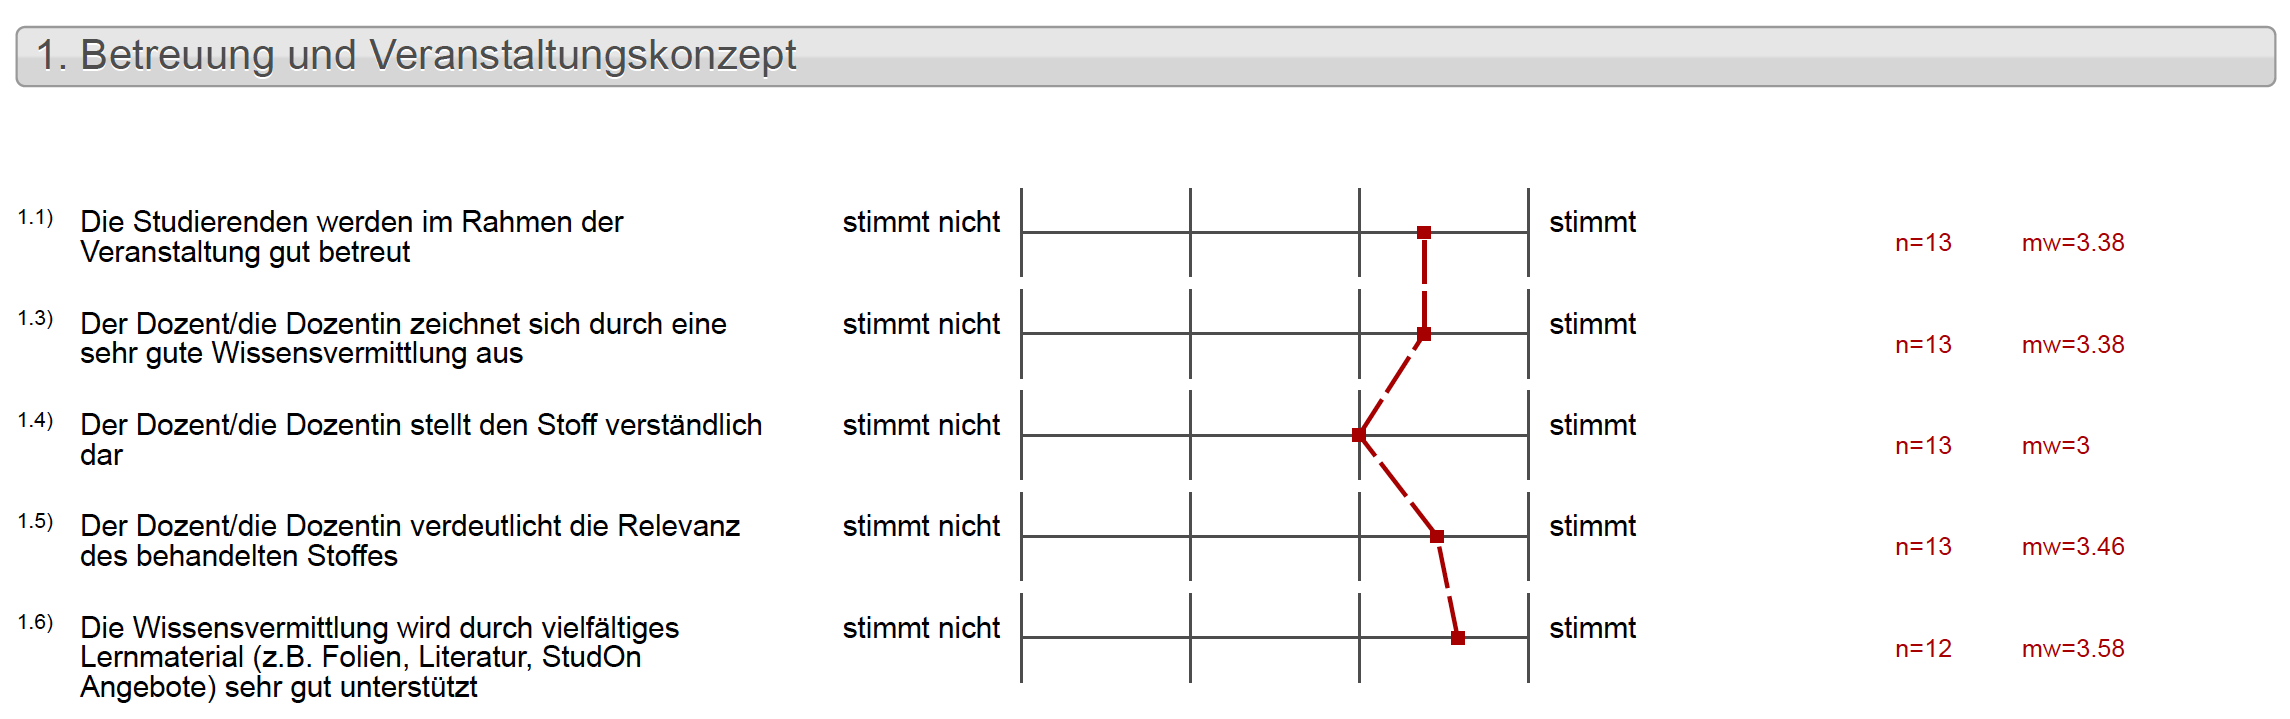 1. Betreuung und Veranstaltungskonzept
1.1) Die Studierenden werden im Rahmen der stimmt nicht stimmt
Veranstaltung gut betreut n=13 mw=3.38
1.3) Der Dozent/die Dozentin zeichnet sich durch eine stimmt nicht stimmt
sehr gute Wissensvermittlung aus n=13 mw=3.38
1.4) Der Dozent/die Dozentin stellt den Stoff verständlich stimmt nicht stimmt
dar n=13 mw=3
1.5) Der Dozent/die Dozentin verdeutlicht die Relevanz stimmt nicht stimmt
des behandelten Stoffes n=13 mw=3.46
1.6) Die Wissensvermittlung wird durch vielfältiges stimmt nicht stimmt
Lernmaterial (z.B. Folien, Literatur, StudOn n=12 mw=3.58
Angebote) sehr gut unterstützt